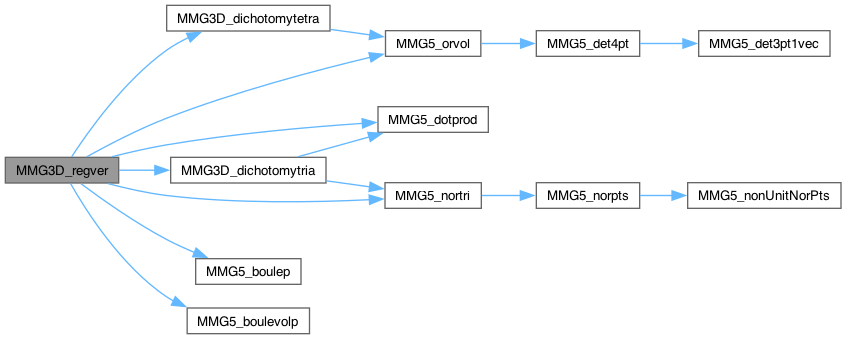 MMG3D_dichotomytetra
MMG5_orvol
MMG5_det4pt
MMG5_det3pt1vec
MMG5_dotprod
MMG3D_regver
MMG3D_dichotomytria
MMG5_nortri
MMG5_norpts
MMG5_nonUnitNorPts
MMG5_boulep
MMG5_boulevolp